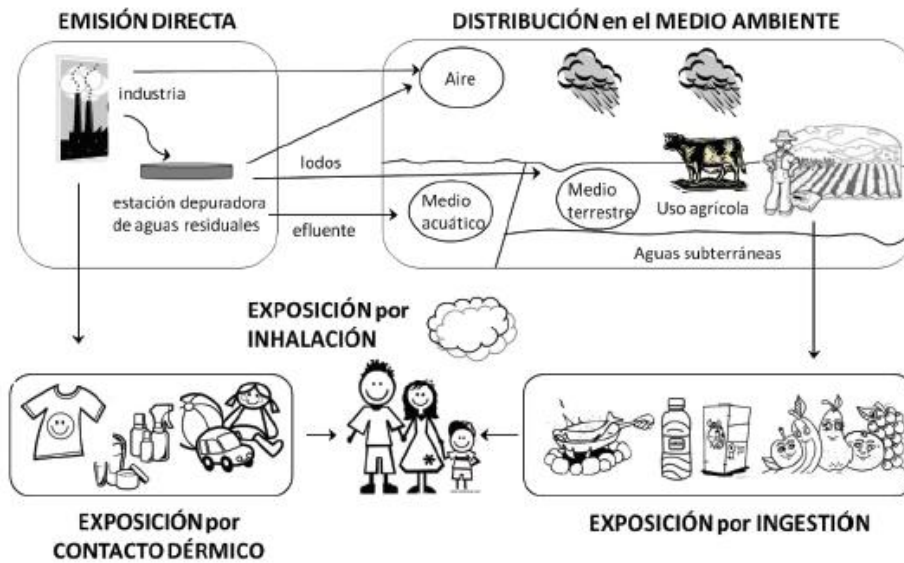 EMISIÓN DIRECTA
DISTRIBUCIÓN en el MEDIO AMBIENTE
industria
Aire
lodos
estación depuradora
de aguas residuales
efluente
Medio
acuático
Medio
terrestre
Uso agrícola
Aguas subterráneas
EXPOSICIÓN por
INHALACIÓN
EXPOSICIÓN por
CONTACTO DÉRMICO
EXPOSICIÓN por INGESTIÓN